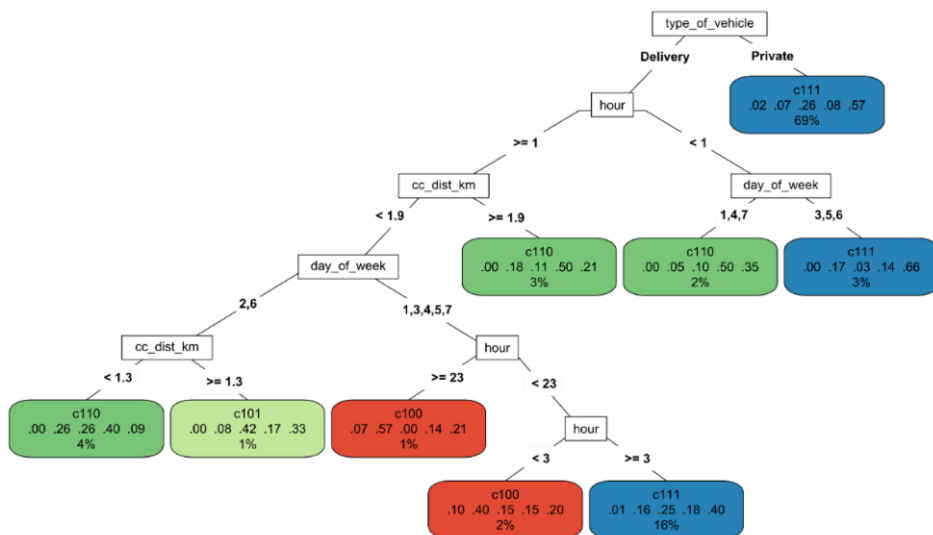 type_of_vehicle
Delivery
Private
hour
c111
.02 .07 .26 .08 .57
69%
>= 1
< 1
cc_dist_km
day_of_week
< 1.9
>= 1.9
1,4,7
3,5,6
day_of_week
c110
.00 .18 .11 .50 .21
3%
c110
.00 .05 .10 .50 .35
2%
c111
.00 .17 .03 .14 .66
3%
2,6
1,3,4,5,7
cc_dist_km
hour
< 1.3
>= 1.3
>= 23
< 23
c110
.00 .26 .26 .40 .09
4%
c101
.00 .08 .42 .17 .33
1%
c100
.07 .57 .00 .14 .21
1%
hour
< 3
>= 3
c100
.10 .40 .15 .15 .20
2%
c111
.01 .16 .25 .18 .40
16%